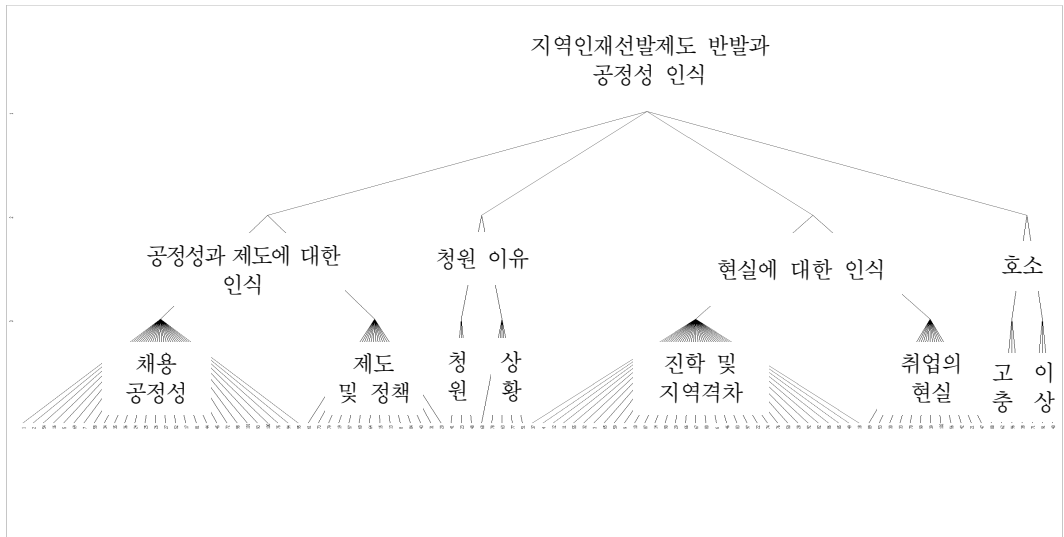 지역인재선발제도 반발과
공정성 인식
공정성과 제도에 대한
인식
청원 이유
현실에 대한 인식
호소
채용
공정성
제도
및 정책
청
원
상
황
진학 및
지역격차
취업의
현실
고
충
이
상